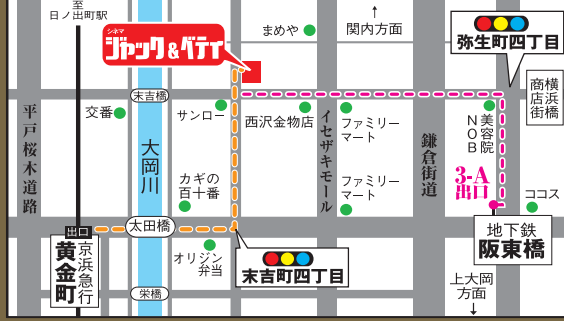 至
日ノ出町駅
シネマ
ジャック&ベティ
まめや
↑
関内方面
弥生町四丁目
末吉橋
交番
サンロー
西沢金物店
ファミリー
マート
美容院
NOB
横浜橋
商店街
平戸桜木道路
大岡川
イセザキモール
鎌倉街道
カギの
百十番
ファミリー
マート
3-A
出口
ココス
太田橋
出口
京浜急行
黄金町
オリジン
弁当
末吉町四丁目
地下鉄
阪東橋
栄橋
上大岡
方面
↓